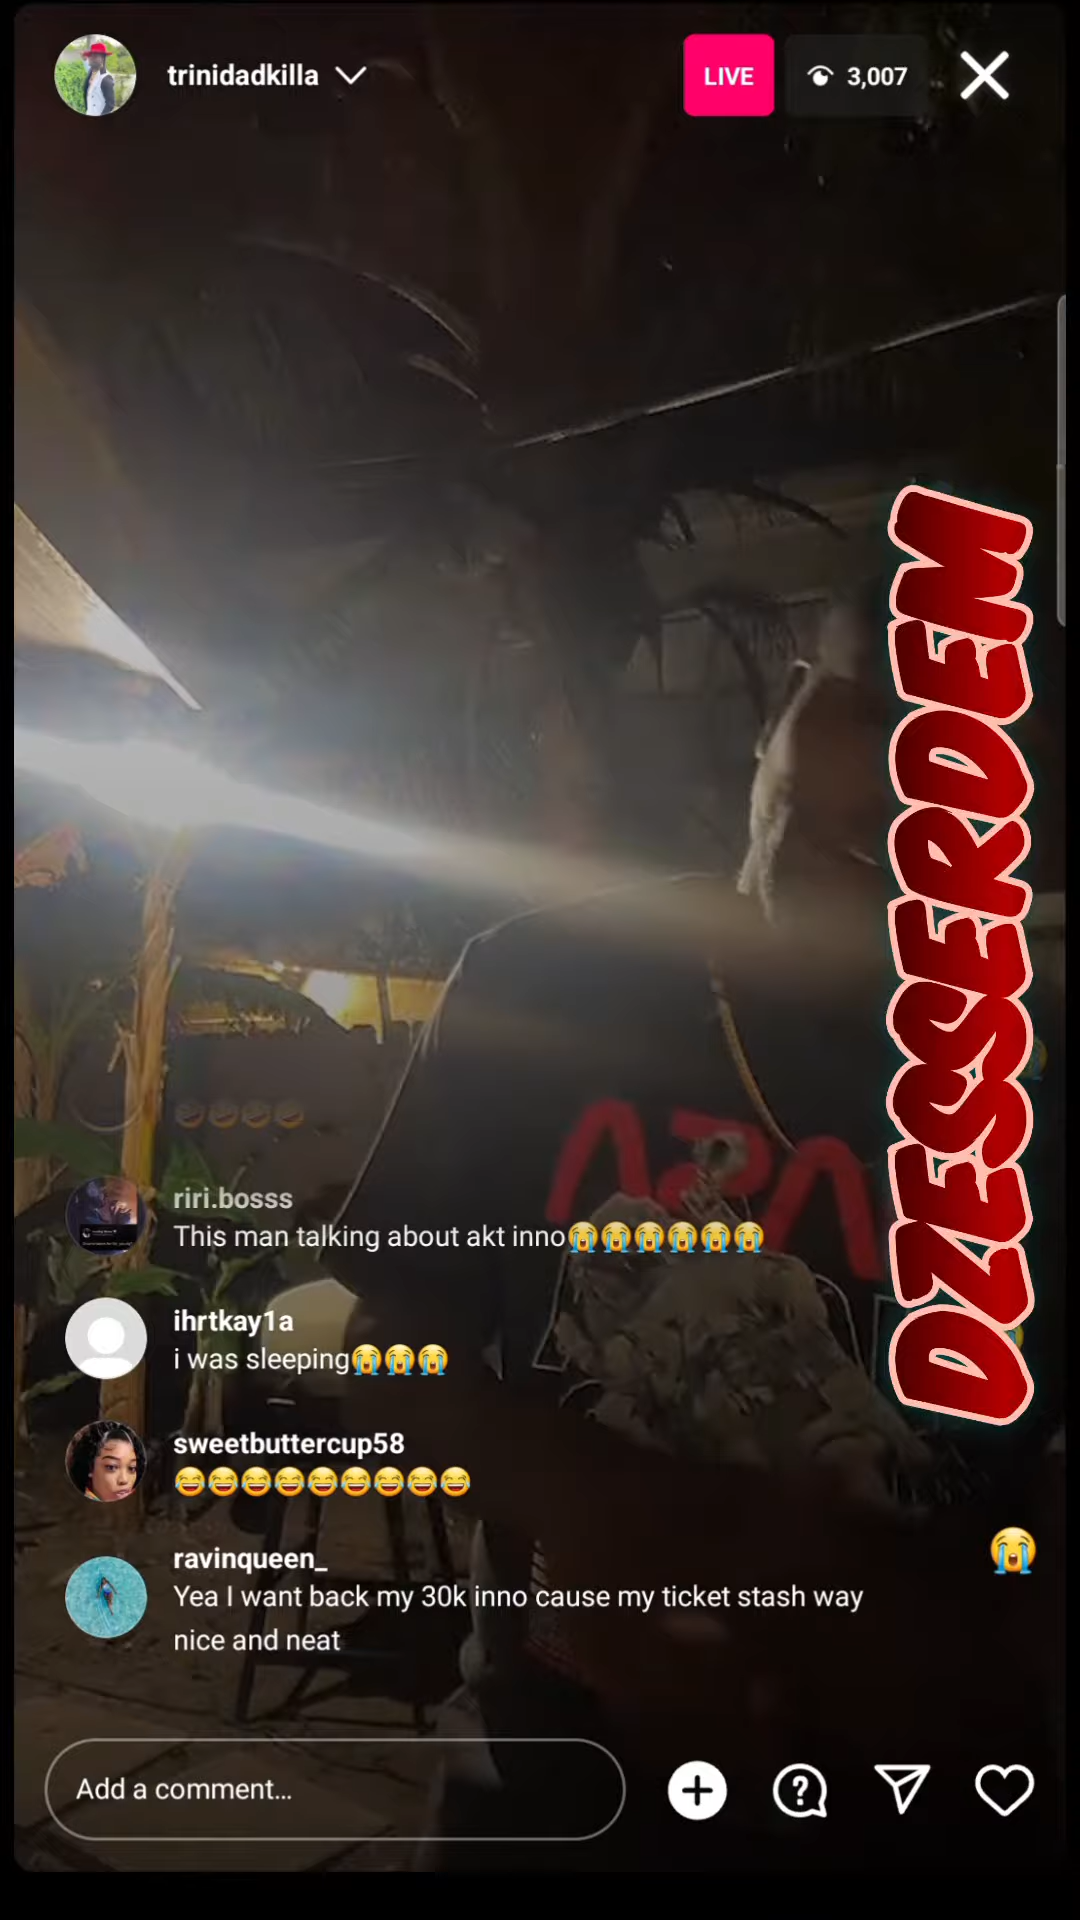 trinidadkilla
LIVE
3,007
DZESSERDEM
😂😂😂😂
riri.bosss
This man talking about akt inno😭😭😭😭😭😭
ihrtkay1a
i was sleeping😭😭😭
sweetbuttercup58
😂😂😂😂😂😂😂😂😂
ravinqueen_
Yea I want back my 30k inno cause my ticket stash way
nice and neat
Add a comment...